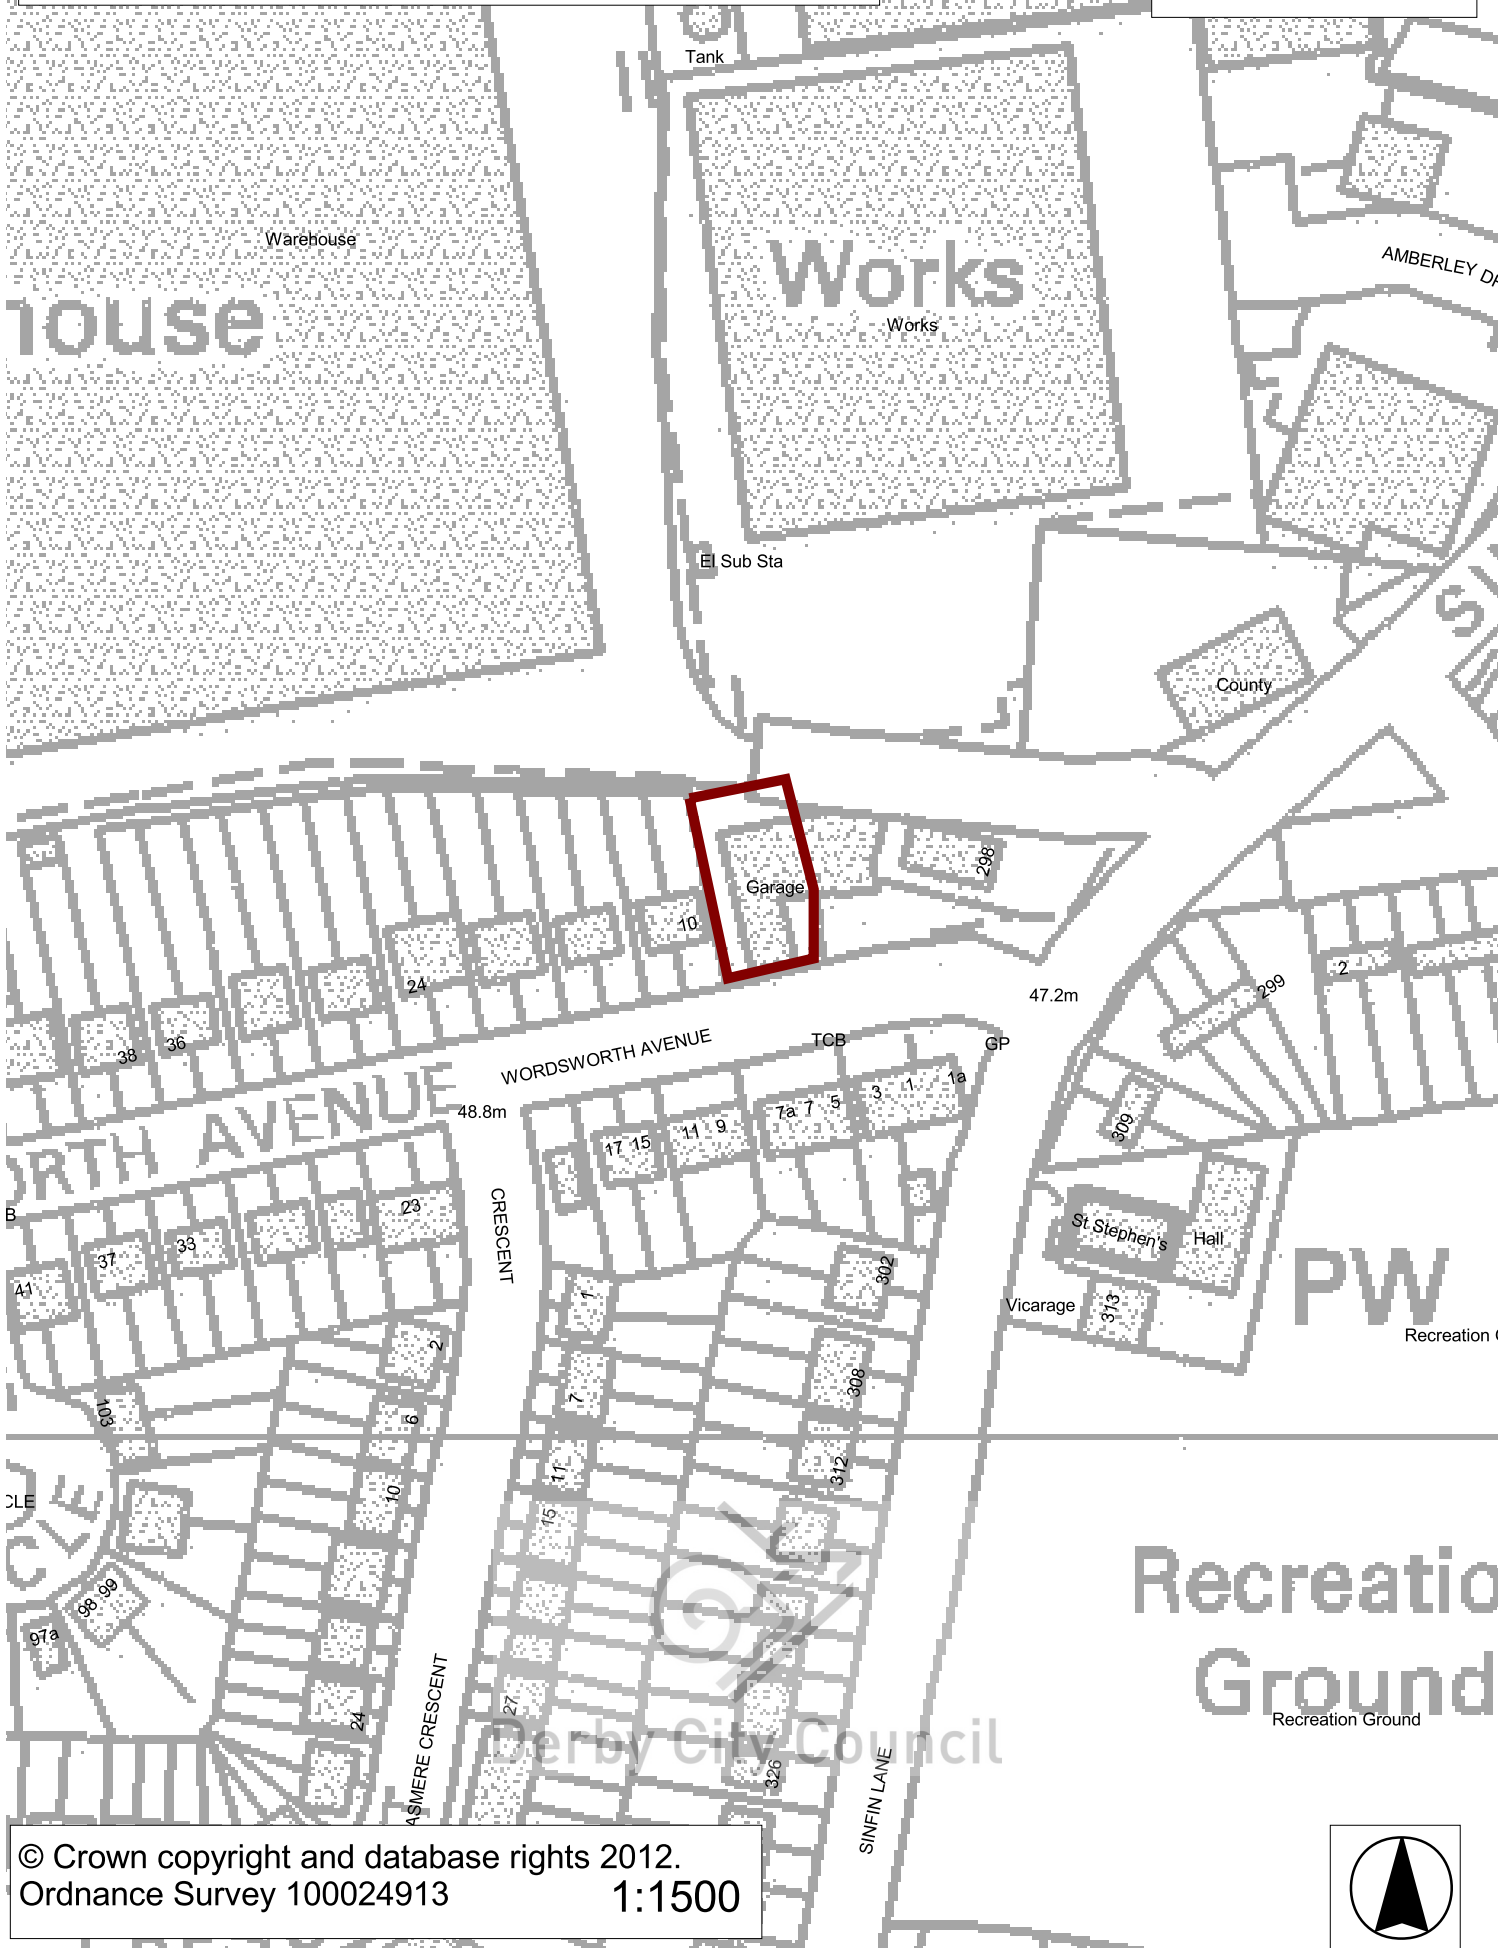 Tank
Warehouse
house
Works
Works
AMBERLEY
El Sub Sta
County
298
Garage
10
24
2
299
38
36
47.2m
WORDSWORTH AVENUE
TCB
GP
AVENUE
48.8m
1a
1
3
5
7
7a
9
11
15
17
309
ORTH
CRESCENT
23
B
St Stephen's
Hall
37
33
PW
41
302
1
Vicarage
313
Recreation
2
308
7
103
6
312
11
10
CLE
15
Recreatio
98 99
97a
Ground
Recreation Ground
27
24
ASMERE CRESCENT
Derby City Council
326
SINFIN LANE
© Crown copyright and database rights 2012.
Ordnance Survey 100024913
1:1500